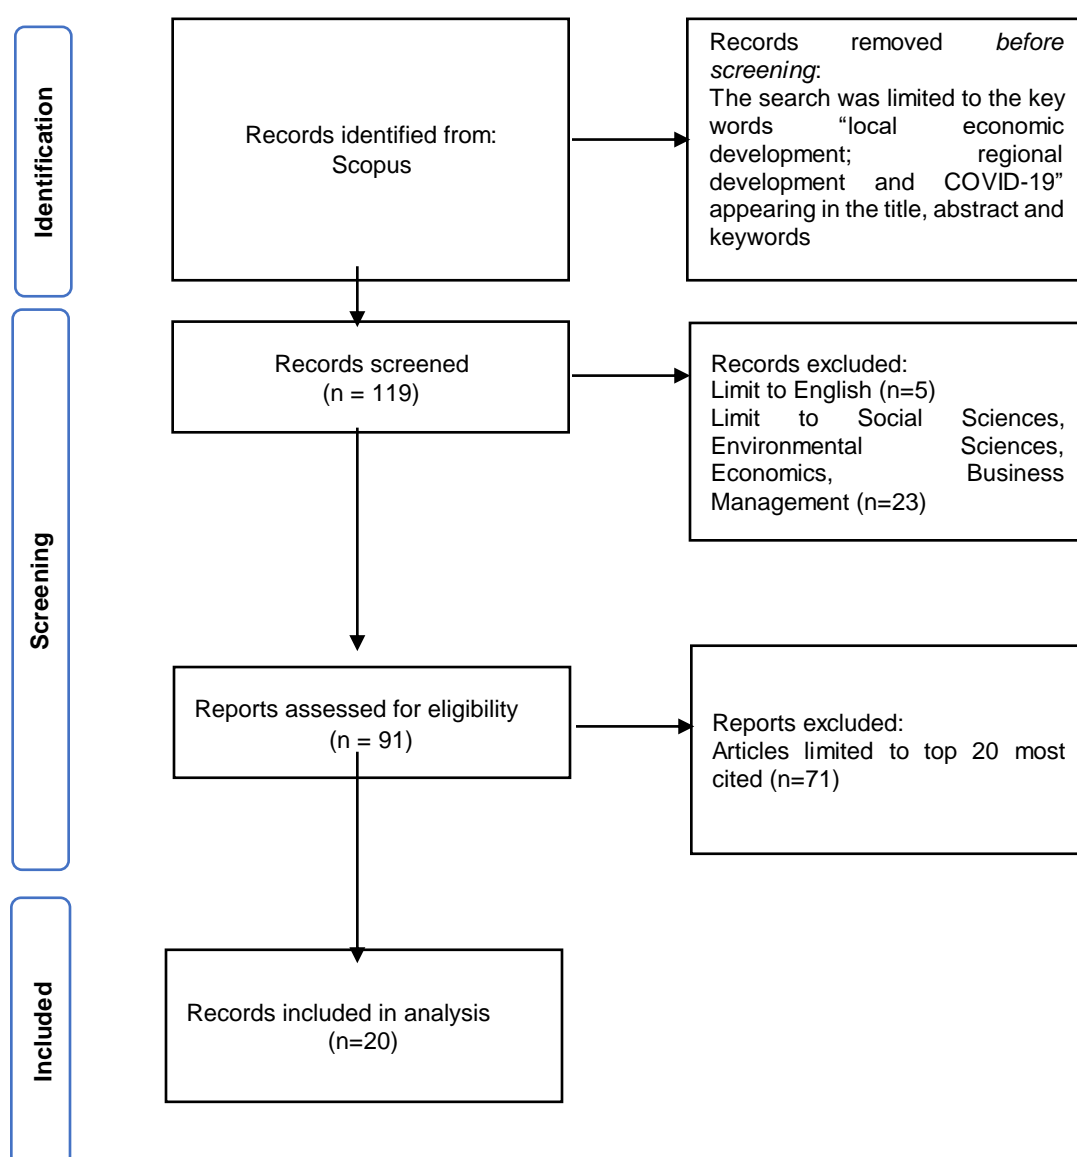 Identification
Records identified from:
Scopus
Records removed before
screening:
The search was limited to the key
words “local economic
development; regional
development and COVID-19”
appearing in the title, abstract and
keywords
Screening
Records screened
(n = 119)
Records excluded:
Limit to English (n=5)
Limit to Social Sciences,
Environmental Sciences,
Economics, Business
Management (n=23)
Reports assessed for eligibility
(n = 91)
Reports excluded:
Articles limited to top 20 most
cited (n=71)
Included
Records included in analysis
(n=20)